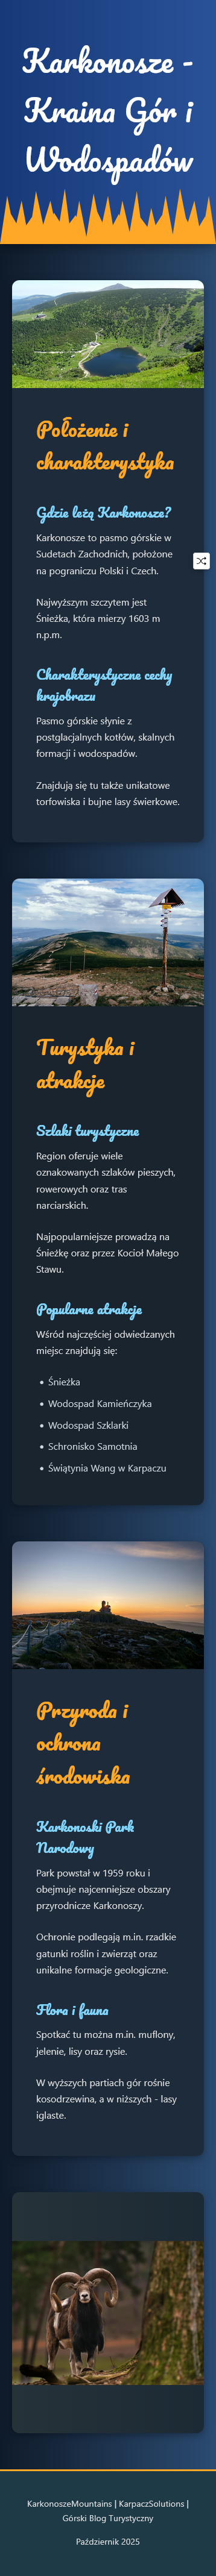 Karkonosze -
Kraina Gór i
Wodospadów
Położenie i
charakterystyka
Gdzie leżą Karkonosze?
Karkonosze to pasmo górskie w
Sudetach Zachodnich, położone
na pograniczu Polski i Czech.
Najwyższym szczytem jest
Śnieżka, która mierzy 1603 m
n.p.m.
Charakterystyczne cechy
krajobrazu
Pasmo górskie słynie z
postglacjalnych kotłów, skalnych
formacji i wodospadów.
Znajdują się tu także unikatowe
torfowiska i bujne lasy świerkowe.
Turystyka i
atrakcje
Szlaki turystyczne
Region oferuje wiele
oznakowanych szlaków pieszych,
rowerowych oraz tras
narciarskich.
Najpopularniejsze prowadzą na
Śnieżkę oraz przez Kocioł Małego
Stawu.
Popularne atrakcje
Wśród najczęściej odwiedzanych
miejsc znajdują się:
• Śnieżka
• Wodospad Kamieńczyka
• Wodospad Szklarki
• Schronisko Samotnia
• Świątynia Wang w Karpaczu
Przyroda i
ochrona
środowiska
Karkonoski Park
Narodowy
Park powstał w 1959 roku i
obejmuje najcenniejsze obszary
przyrodnicze Karkonoszy.
Ochronie podlegają m.in. rzadkie
gatunki roślin i zwierząt oraz
unikalne formacje geologiczne.
Flora i fauna
Spotkać tu można m.in. muflony,
jelenie, lisy oraz rysie.
W wyższych partiach gór rośnie
kosodrzewina, a w niższych - lasy
iglaste.
KarkonoszeMountains | KarpaczSolutions |
Górski Blog Turystyczny
Październik 2025